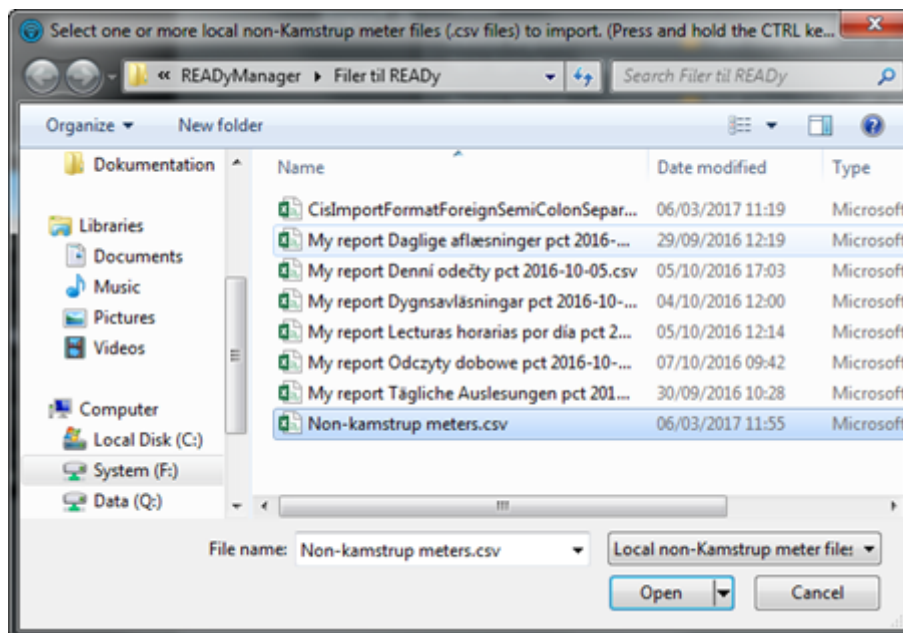 Select one or more local non-Kamstrup meter files (.csv files) to import. (Press and hold the CTRL ke...
« READyManager ▸ Filer til READy
Search Filer til READy
Organize
New folder
Name
Date modified
Type
Dokumentation
Libraries
Documents
Music
Pictures
Videos
Computer
Local Disk (C:)
System (F:)
Data (Q:)
CisImportFormatForeignSemiColonSepar... 06/03/2017 11:19 Microsoft
My report Daglige aflæsninger pct 2016-... 29/09/2016 12:19 Microsoft
My report Denní odečty pct 2016-10-05.csv 05/10/2016 17:03 Microsoft
My report Dygnsavläsningar pct 2016-10-... 04/10/2016 12:00 Microsoft
My report Lecturas horarias por día pct 2... 05/10/2016 12:14 Microsoft
My report Odczyty dobowe pct 2016-10-... 07/10/2016 09:42 Microsoft
My report Tägliche Auslesungen pct 201... 30/09/2016 10:28 Microsoft
Non-kamstrup meters.csv 06/03/2017 11:55 Microsoft
File name: Non-kamstrup meters.csv
Local non-Kamstrup meter files
Open
Cancel